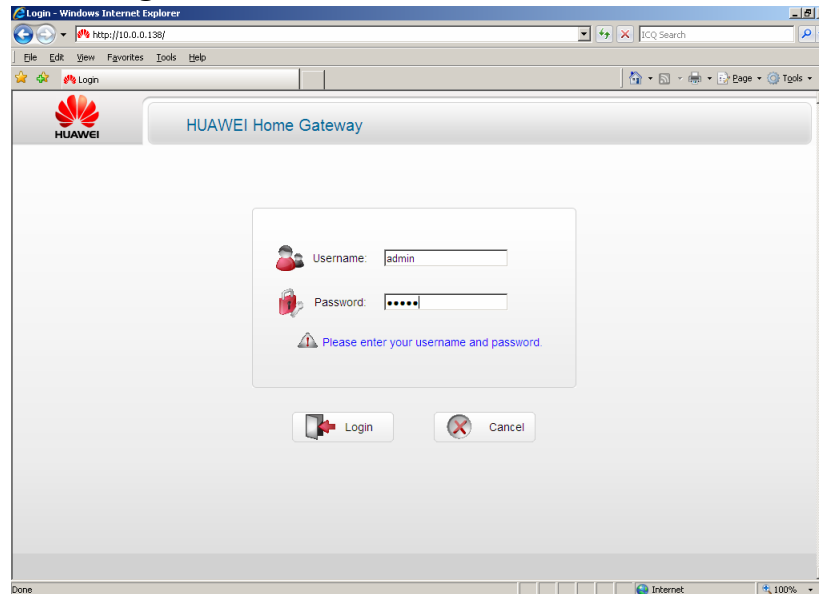 Login - Windows Internet Explorer
http://10.0.0.138/
ICQ Search
File Edit View Favorites Tools Help
Login
Page Tools
HUAWEI
HUAWEI Home Gateway
Username: admin
Password: •••••
Please enter your username and password.
Login Cancel
Done Internet 100%